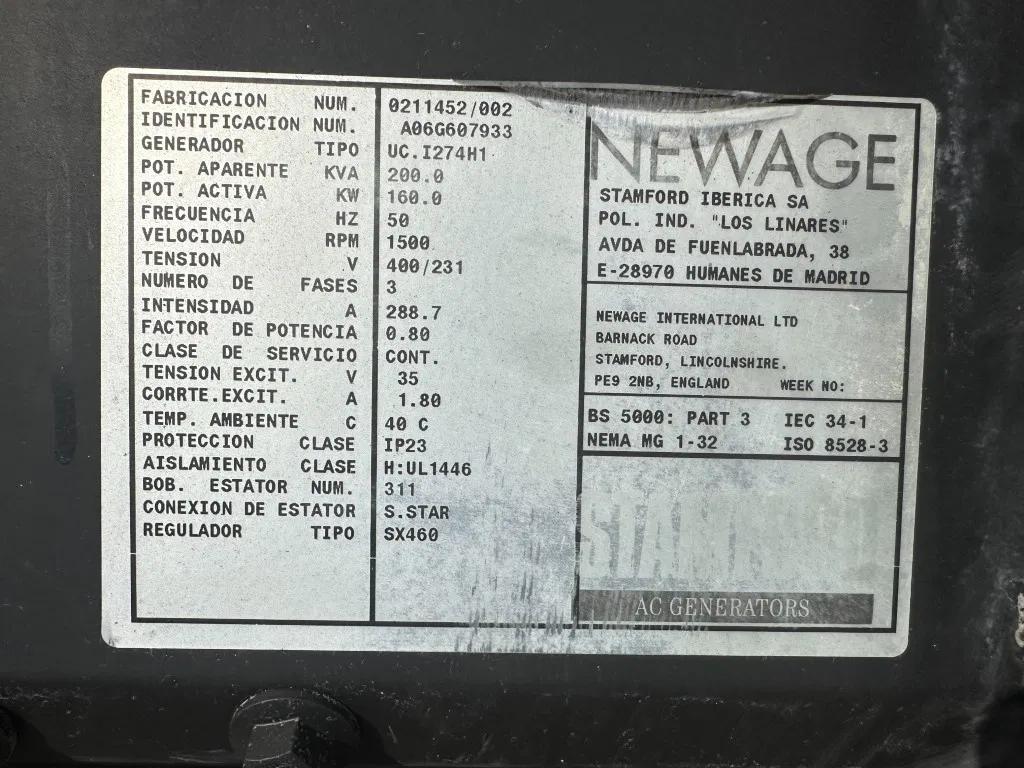 FABRICACION NUM. 0211452/002
IDENTIFICACION NUM. A06G607933
GENERADOR TIPO UC.I274H1
POT. APARENTE KVA 200.0
POT. ACTIVA KW 160.0
FRECUENCIA HZ 50
VELOCIDAD RPM 1500
TENSION V 400/231
NUMERO DE FASES 3
INTENSIDAD A 288.7
FACTOR DE POTENCIA 0.80
CLASE DE SERVICIO CONT.
TENSION EXCIT. V 35
CORRTE.EXCIT. A 1.80
TEMP. AMBIENTE C 40 C
PROTECCION CLASE IP23
AISLAMIENTO CLASE H:UL1446
BOB. ESTATOR NUM. 311
CONEXION DE ESTATOR S.STAR
REGULADOR TIPO SX460
NEWAGE
STAMFORD IBERICA SA
POL. IND. "LOS LINARES"
AVDA DE FUENLABRADA, 38
E-28970 HUMANES DE MADRID
NEWAGE INTERNATIONAL LTD
BARNACK ROAD
STAMFORD, LINCOLNSHIRE.
PE9 2NB, ENGLAND WEEK NO:
BS 5000: PART 3 IEC 34-1
NEMA MG 1-32 ISO 8528-3
STAMFORD
AC GENERATORS